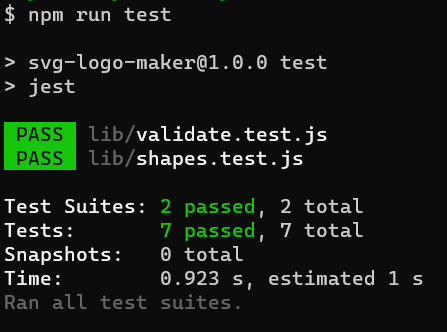 $ npm run test
> svg-logo-maker@1.0.0 test
> jest
PASS lib/validate.test.js
PASS lib/shapes.test.js
Test Suites: 2 passed, 2 total
Tests: 7 passed, 7 total
Snapshots: 0 total
Time: 0.923 s, estimated 1 s
Ran all test suites.